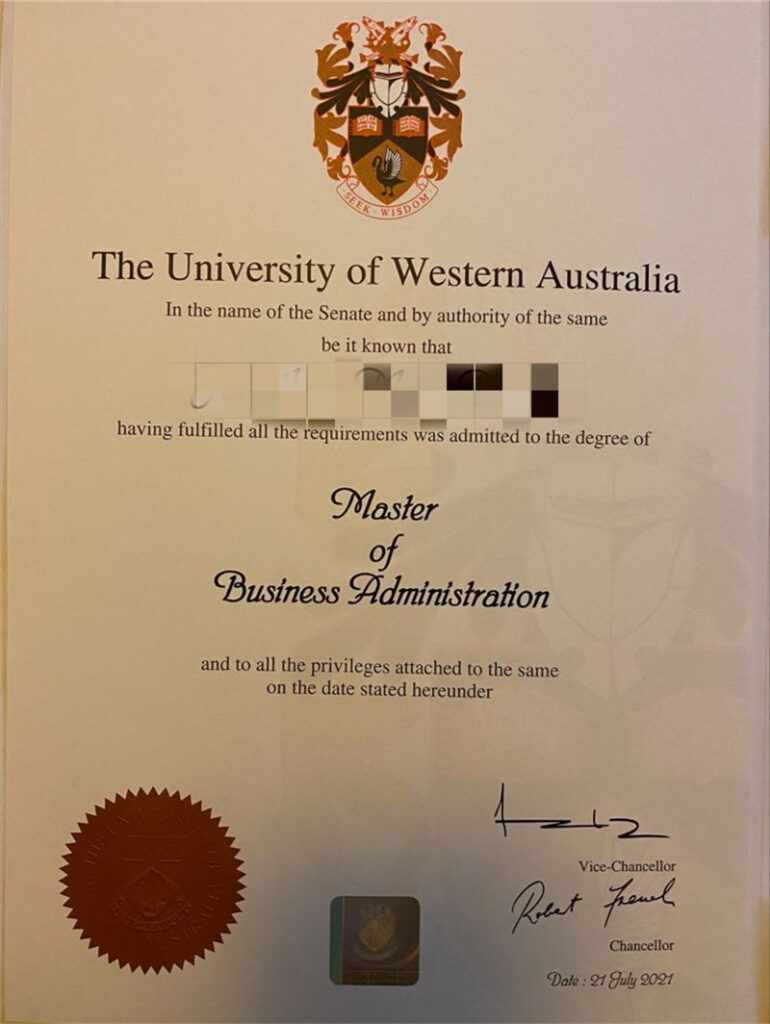 SEEK · WISDOM
The University of Western Australia
In the name of the Senate and by authority of the same
be it known that
having fulfilled all the requirements was admitted to the degree of
Master
of
Business Administration
and to all the privileges attached to the same
on the date stated hereunder
Vice-Chancellor
Robert French
Chancellor
Date : 21 July 2021